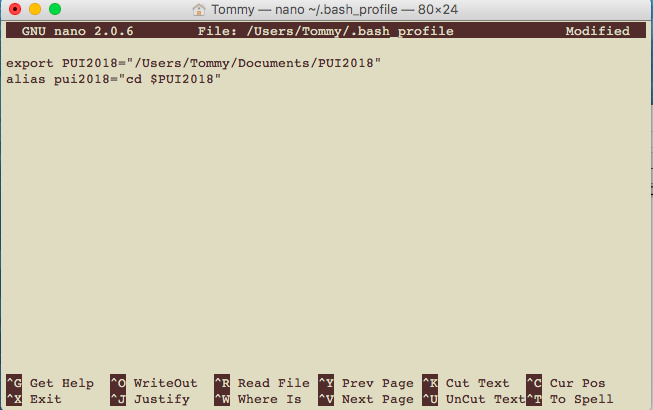 Tommy — nano ~/.bash_profile — 80×24
GNU nano 2.0.6 File: /Users/Tommy/.bash_profile Modified
export PUI2018="/Users/Tommy/Documents/PUI2018"
alias pui2018="cd $PUI2018"
^G Get Help ^O WriteOut ^R Read File ^Y Prev Page ^K Cut Text ^C Cur Pos
^X Exit ^J Justify ^W Where Is ^V Next Page ^U UnCut Text ^T To Spell